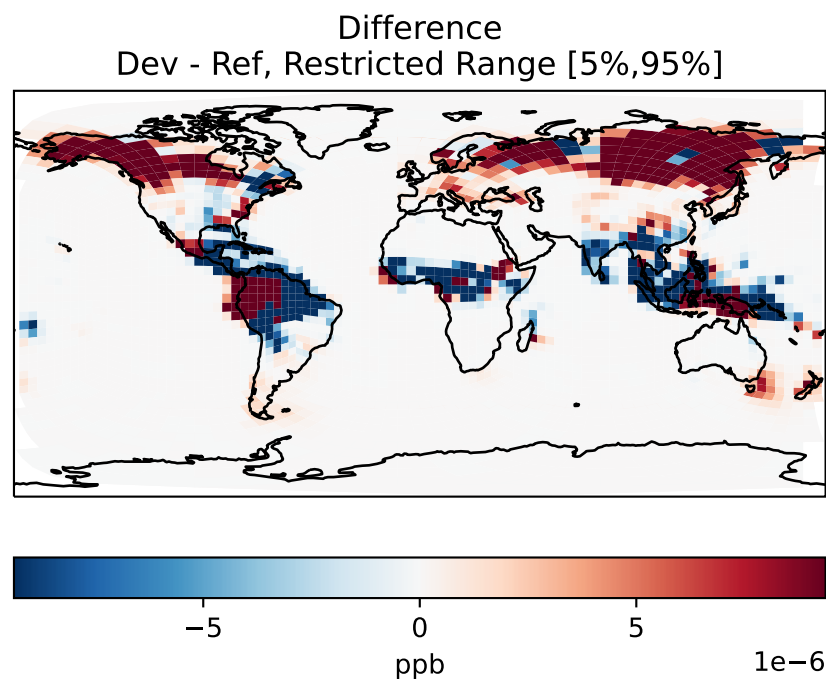 Difference
Dev - Ref, Restricted Range [5%,95%]
−5 0 5
ppb
1e−6